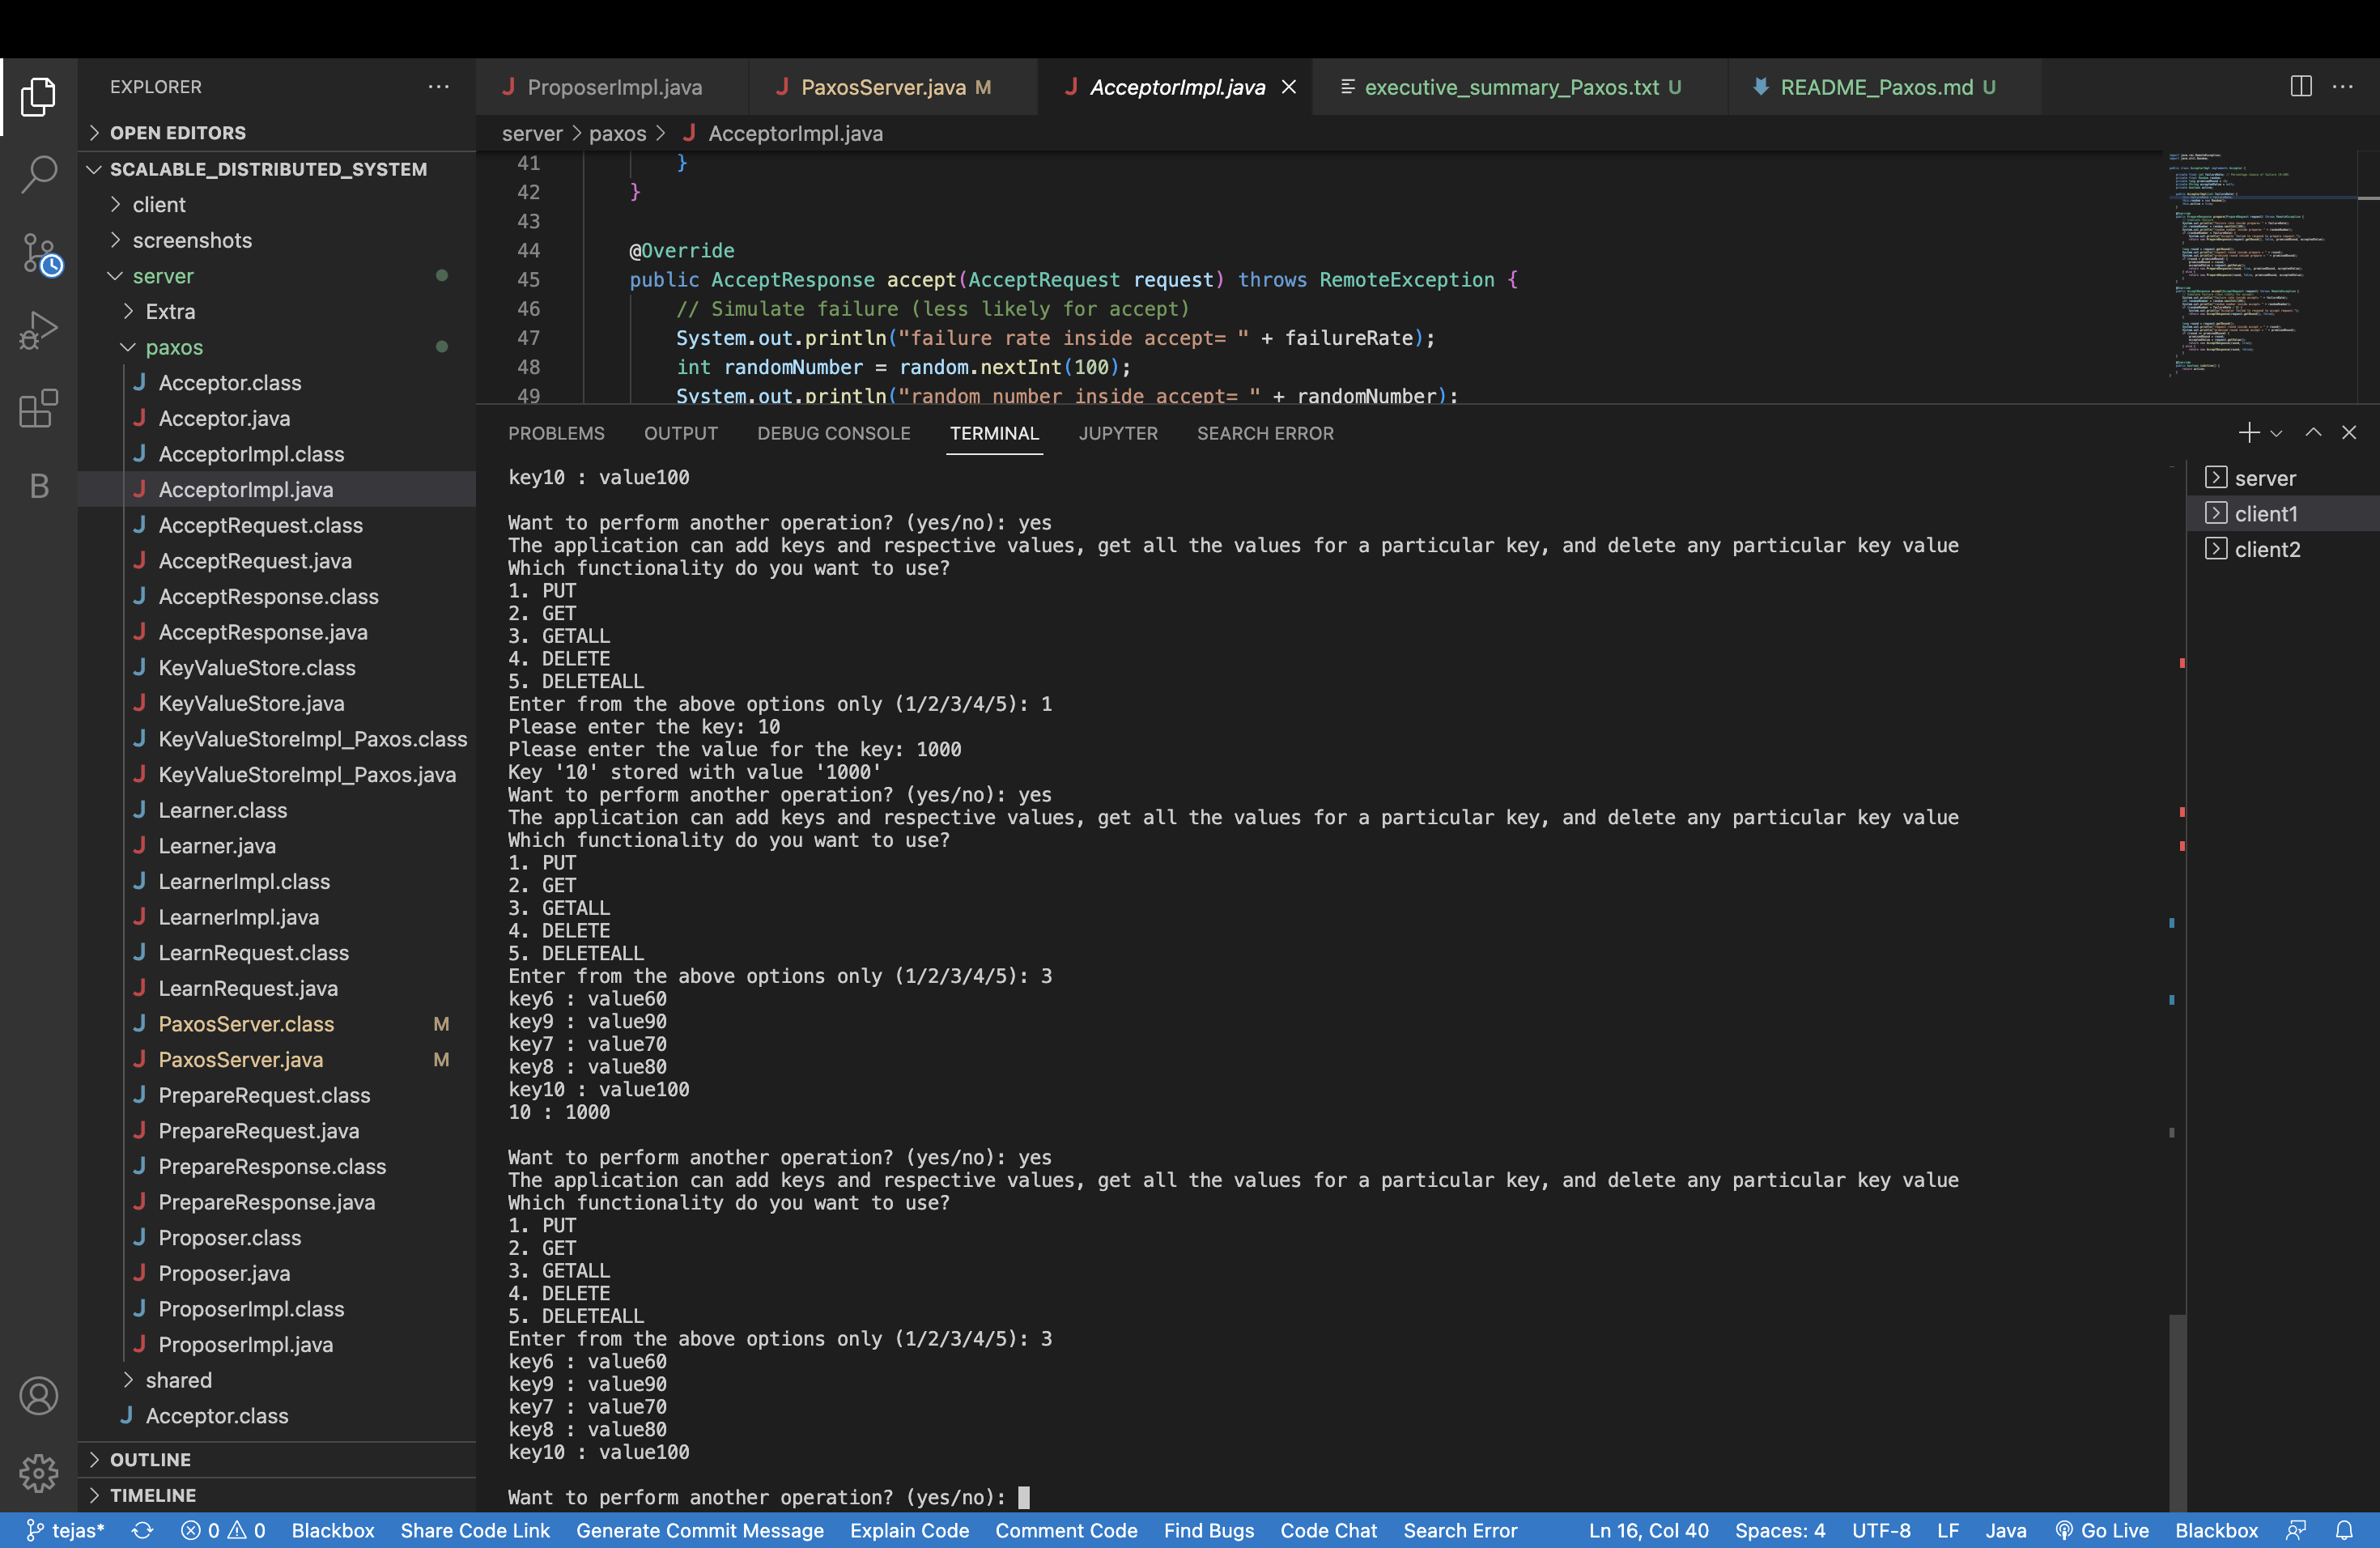 EXPLORER
OPEN EDITORS
SCALABLE_DISTRIBUTED_SYSTEM
client
screenshots
server
Extra
paxos
J Acceptor.class
J Acceptor.java
J AcceptorImpl.class
J AcceptorImpl.java
J AcceptRequest.class
J AcceptRequest.java
J AcceptResponse.class
J AcceptResponse.java
J KeyValueStore.class
J KeyValueStore.java
J KeyValueStoreImpl_Paxos.class
J KeyValueStoreImpl_Paxos.java
J Learner.class
J Learner.java
J LearnerImpl.class
J LearnerImpl.java
J LearnRequest.class
J LearnRequest.java
J PaxosServer.class M
J PaxosServer.java M
J PrepareRequest.class
J PrepareRequest.java
J PrepareResponse.class
J PrepareResponse.java
J Proposer.class
J Proposer.java
J ProposerImpl.class
J ProposerImpl.java
shared
J Acceptor.class
OUTLINE
TIMELINE
B
J ProposerImpl.java J PaxosServer.java M J AcceptorImpl.java executive_summary_Paxos.txt U README_Paxos.md U
server > paxos > J AcceptorImpl.java
41 }
42 }
43
44 @Override
45 public AcceptResponse accept(AcceptRequest request) throws RemoteException {
46 // Simulate failure (less likely for accept)
47 System.out.println("failure rate inside accept= " + failureRate);
48 int randomNumber = random.nextInt(100);
49 System.out.println("random number inside accept= " + randomNumber);
PROBLEMS OUTPUT DEBUG CONSOLE TERMINAL JUPYTER SEARCH ERROR
key10 : value100
Want to perform another operation? (yes/no): yes
The application can add keys and respective values, get all the values for a particular key, and delete any particular key value
Which functionality do you want to use?
1. PUT
2. GET
3. GETALL
4. DELETE
5. DELETEALL
Enter from the above options only (1/2/3/4/5): 1
Please enter the key: 10
Please enter the value for the key: 1000
Key '10' stored with value '1000'
Want to perform another operation? (yes/no): yes
The application can add keys and respective values, get all the values for a particular key, and delete any particular key value
Which functionality do you want to use?
1. PUT
2. GET
3. GETALL
4. DELETE
5. DELETEALL
Enter from the above options only (1/2/3/4/5): 3
key6 : value60
key9 : value90
key7 : value70
key8 : value80
key10 : value100
10 : 1000
Want to perform another operation? (yes/no): yes
The application can add keys and respective values, get all the values for a particular key, and delete any particular key value
Which functionality do you want to use?
1. PUT
2. GET
3. GETALL
4. DELETE
5. DELETEALL
Enter from the above options only (1/2/3/4/5): 3
key6 : value60
key9 : value90
key7 : value70
key8 : value80
key10 : value100
Want to perform another operation? (yes/no):
server
client1
client2
tejas* 0 0 Blackbox Share Code Link Generate Commit Message Explain Code Comment Code Find Bugs Code Chat Search Error Ln 16, Col 40 Spaces: 4 UTF-8 LF Java Go Live Blackbox